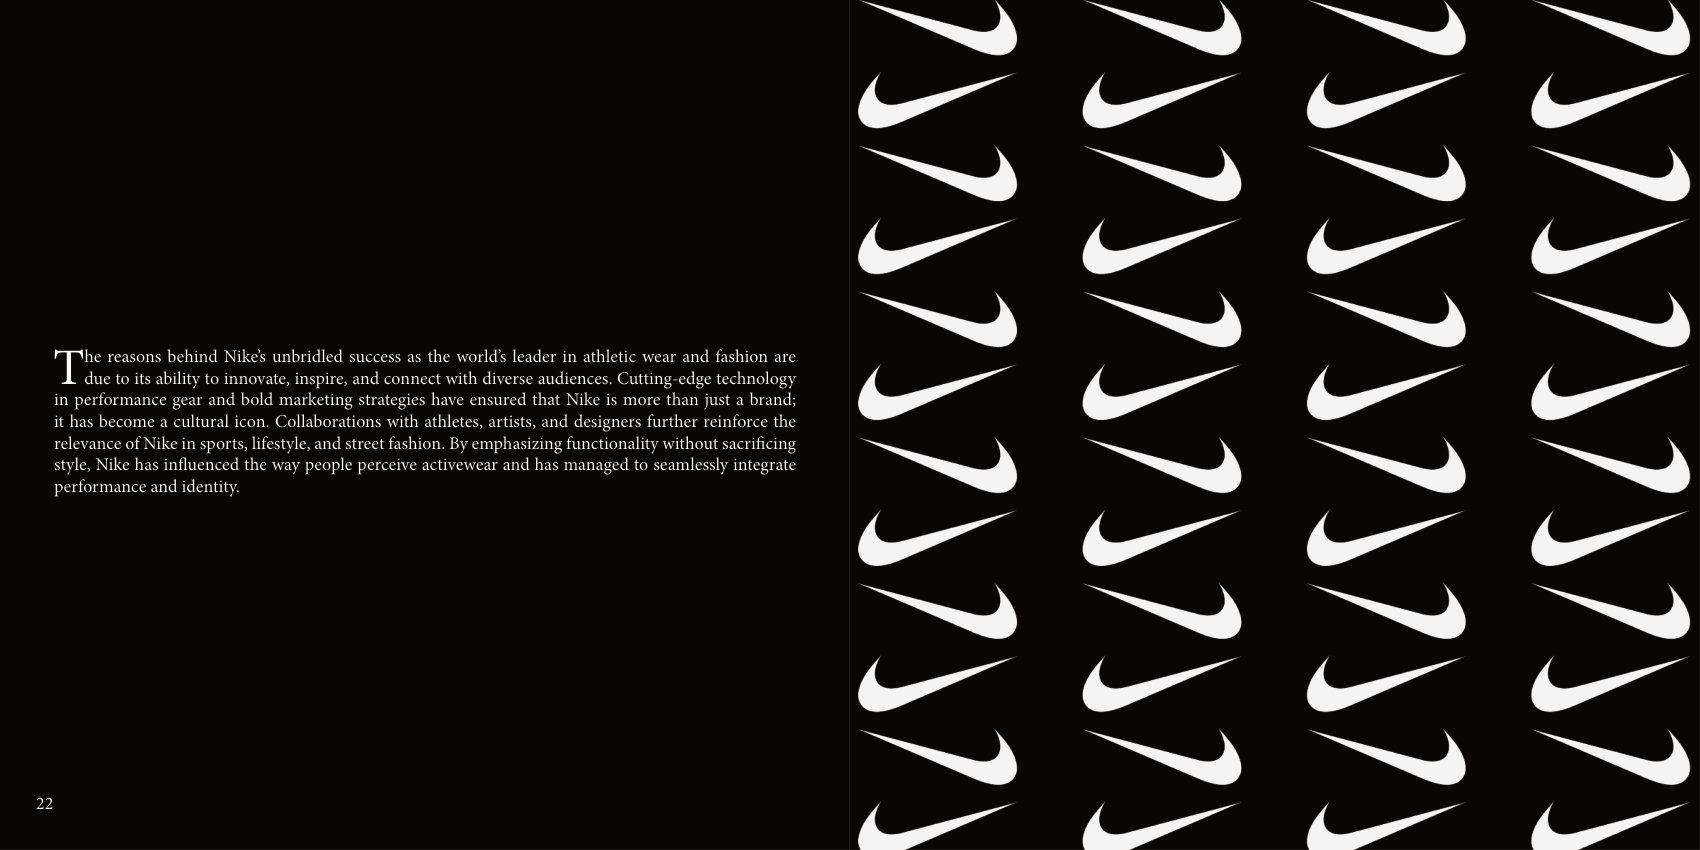 The reasons behind Nike’s unbridled success as the world’s leader in athletic wear and fashion are
due to its ability to innovate, inspire, and connect with diverse audiences. Cutting-edge technology
in performance gear and bold marketing strategies have ensured that Nike is more than just a brand;
it has become a cultural icon. Collaborations with athletes, artists, and designers further reinforce the
relevance of Nike in sports, lifestyle, and street fashion. By emphasizing functionality without sacrificing
style, Nike has influenced the way people perceive activewear and has managed to seamlessly integrate
performance and identity.
22